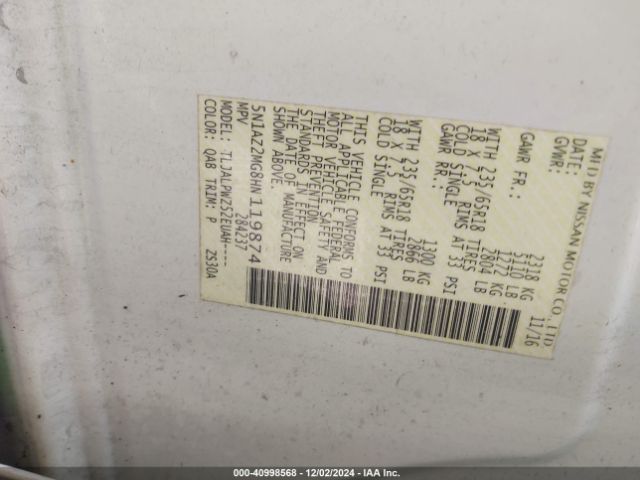 MFD BY NISSAN MOTOR CO., LTD.
DATE: 11/16
GVWR: 2318 KG
5110 LB
GAWR FR.: 1272 KG
2804 LB
WITH 235/65R18 TIRES
18 X 7.5 RIMS AT 33 PSI
COLD SINGLE
GAWR RR.: 1300 KG
2866 LB
WITH 235/65R18 TIRES
18 X 7.5 RIMS AT 33 PSI
COLD SINGLE
THIS VEHICLE CONFORMS TO
ALL APPLICABLE FEDERAL
MOTOR VEHICLE SAFETY AND
THEFT PREVENTION
STANDARDS IN EFFECT ON
THE DATE OF MANUFACTURE
SHOWN ABOVE.
5N1AZ2MG8HN119874
MPV 284237
MODEL: TLJALPWZ52EUAH----
COLOR: QAB TRIM: P Z530A
000-40998568 - 12/02/2024 - IAA Inc.